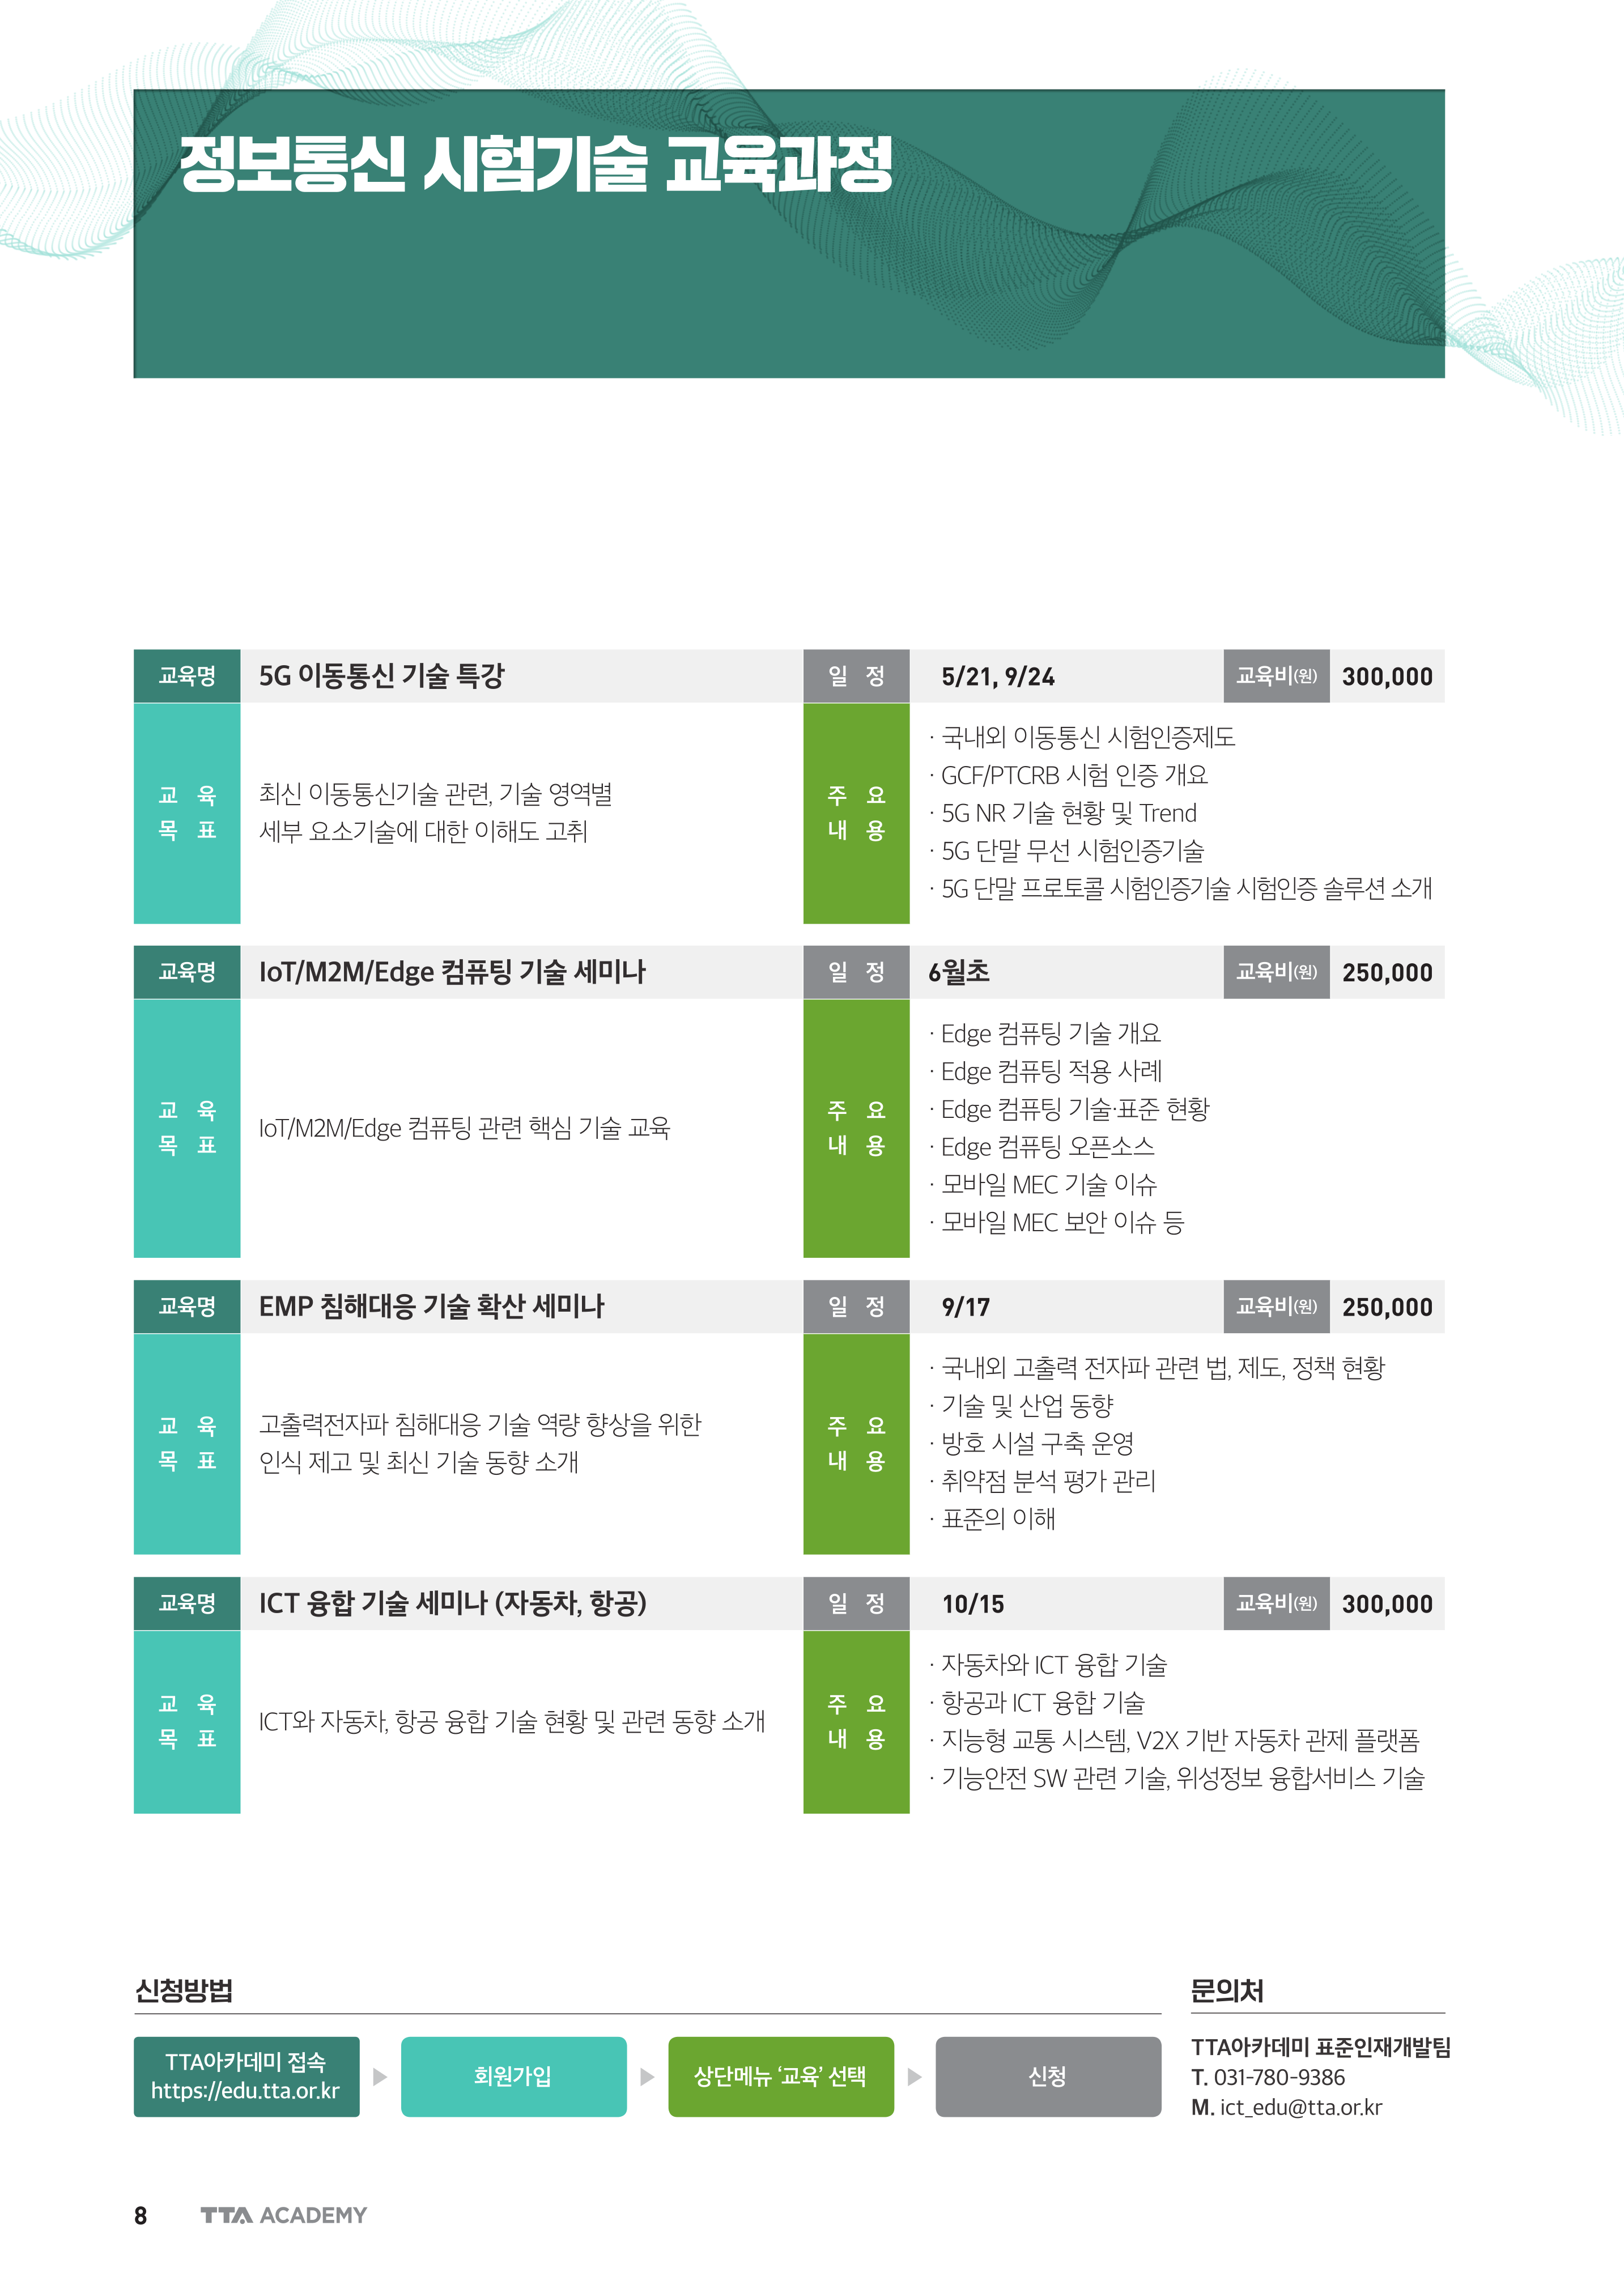 정보통신 시험기술 교육과정
교육명 5G 이동통신 기술 특강 일 정 5/21, 9/24 교육비(원) 300,000
교 육
목 표
최신 이동통신기술 관련, 기술 영역별
세부 요소기술에 대한 이해도 고취
주 요
내 용
· 국내외 이동통신 시험인증제도
· GCF/PTCRB 시험 인증 개요
· 5G NR 기술 현황 및 Trend
· 5G 단말 무선 시험인증기술
· 5G 단말 프로토콜 시험인증기술 시험인증 솔루션 소개
교육명 IoT/M2M/Edge 컴퓨팅 기술 세미나 일 정 6월초 교육비(원) 250,000
교 육
목 표
IoT/M2M/Edge 컴퓨팅 관련 핵심 기술 교육
주 요
내 용
· Edge 컴퓨팅 기술 개요
· Edge 컴퓨팅 적용 사례
· Edge 컴퓨팅 기술·표준 현황
· Edge 컴퓨팅 오픈소스
· 모바일 MEC 기술 이슈
· 모바일 MEC 보안 이슈 등
교육명 EMP 침해대응 기술 확산 세미나 일 정 9/17 교육비(원) 250,000
교 육
목 표
고출력전자파 침해대응 기술 역량 향상을 위한
인식 제고 및 최신 기술 동향 소개
주 요
내 용
· 국내외 고출력 전자파 관련 법, 제도, 정책 현황
· 기술 및 산업 동향
· 방호 시설 구축 운영
· 취약점 분석 평가 관리
· 표준의 이해
교육명 ICT 융합 기술 세미나 (자동차, 항공) 일 정 10/15 교육비(원) 300,000
교 육
목 표
ICT와 자동차, 항공 융합 기술 현황 및 관련 동향 소개
주 요
내 용
· 자동차와 ICT 융합 기술
· 항공과 ICT 융합 기술
· 지능형 교통 시스템, V2X 기반 자동차 관제 플랫폼
· 기능안전 SW 관련 기술, 위성정보 융합서비스 기술
신청방법
TTA아카데미 접속
https://edu.tta.or.kr
회원가입
상단메뉴 ‘교육’ 선택
신청
문의처
TTA아카데미 표준인재개발팀
T. 031-780-9386
M. ict_edu@tta.or.kr
8 TTA ACADEMY